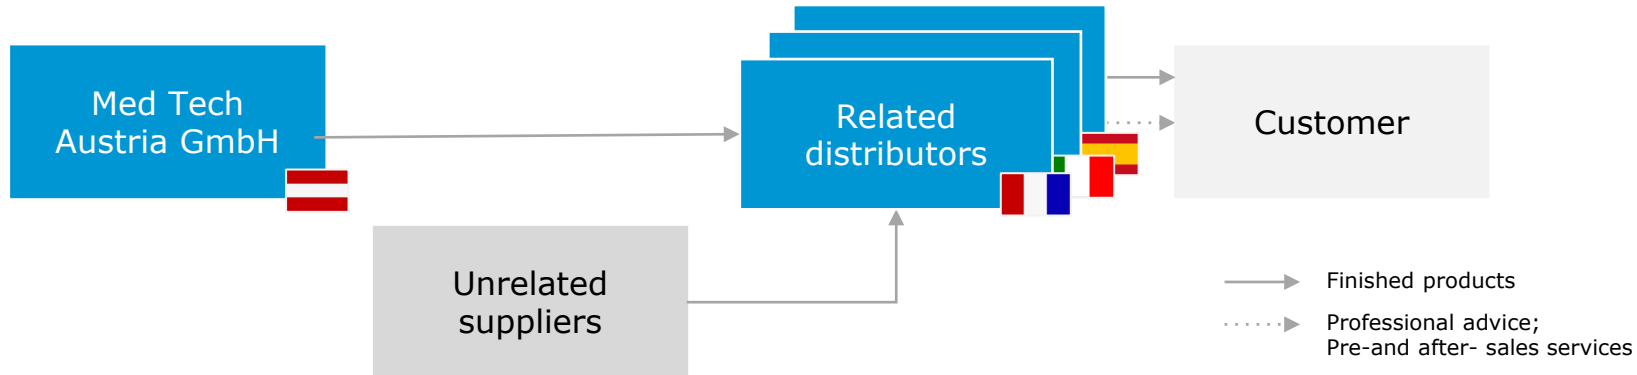 Med Tech
Austria GmbH
Related
distributors
Customer
Unrelated
suppliers
Finished products
Professional advice;
Pre-and after- sales services